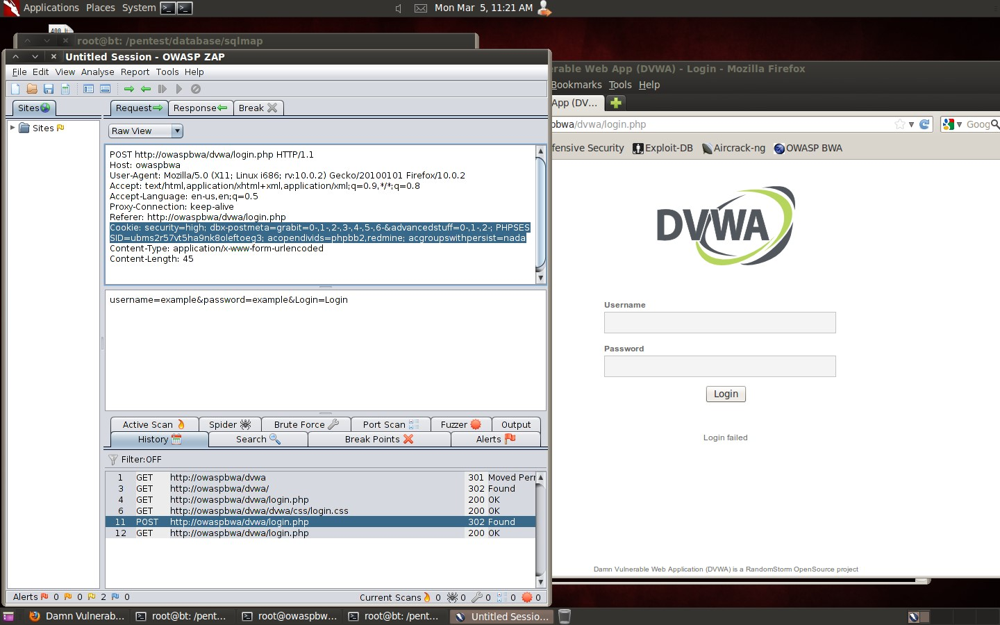 Applications Places System
Mon Mar 5, 11:21 AM
root@bt: /pentest/database/sqlmap
Untitled Session - OWASP ZAP
File Edit View Analyse Report Tools Help
Sites
Request
Response
Break
Sites
Raw View
POST http://owaspbwa/dvwa/login.php HTTP/1.1
Host: owaspbwa
User-Agent: Mozilla/5.0 (X11; Linux i686; rv:10.0.2) Gecko/20100101 Firefox/10.0.2
Accept: text/html,application/xhtml+xml,application/xml;q=0.9,*/*;q=0.8
Accept-Language: en-us,en;q=0.5
Proxy-Connection: keep-alive
Referer: http://owaspbwa/dvwa/login.php
Cookie: security=high; dbx-postmeta=grabit=0-,1-,2-,3-,4-,5-,6-&advancedstuff=0-,1-,2-; PHPSES
SID=ubms2r57vt5ha9nk8oleftoeg3; acopendivids=phpbb2,redmine; acgroupswithpersist=nada
Content-Type: application/x-www-form-urlencoded
Content-Length: 45
username=example&password=example&Login=Login
Active Scan Spider Brute Force Port Scan Fuzzer Output
History Search Break Points Alerts
Filter:OFF
1 GET http://owaspbwa/dvwa 301 Moved Perr
3 GET http://owaspbwa/dvwa/ 302 Found
4 GET http://owaspbwa/dvwa/login.php 200 OK
6 GET http://owaspbwa/dvwa/dvwa/css/login.css 200 OK
11 POST http://owaspbwa/dvwa/login.php 302 Found
12 GET http://owaspbwa/dvwa/login.php 200 OK
Alerts 0 0 2 0 Current Scans 0 0 0 0 0
erable Web App (DVWA) - Login - Mozilla Firefox
Bookmarks Tools Help
App (DV...
bwa/dvwa/login.php
Goog
fensive Security Exploit-DB Aircrack-ng OWASP BWA
DVWA
Username
Password
Login
Login failed
Damn Vulnerable Web Application (DVWA) is a RandomStorm OpenSource project
Damn Vulnerab... root@bt: /pent... root@owaspbw... root@bt: /pent... Untitled Sessio...